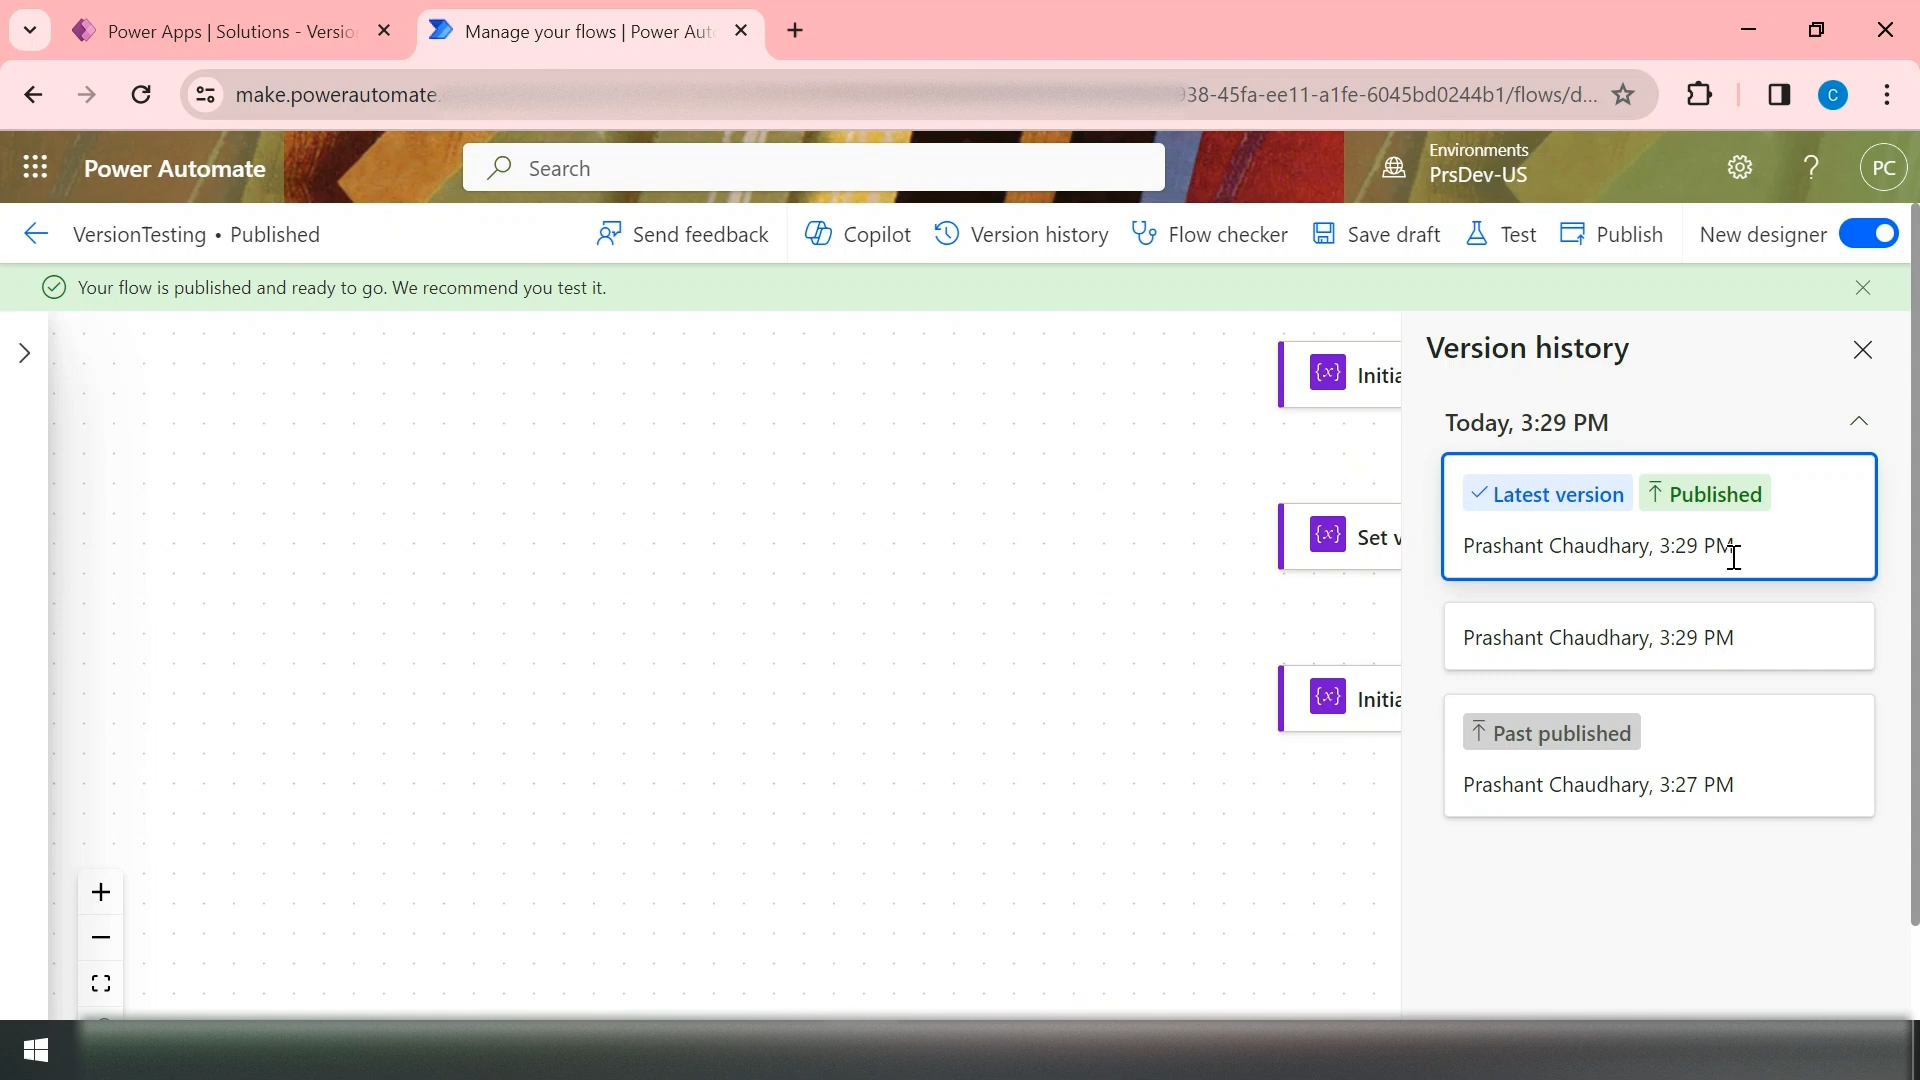 Power Apps | Solutions - Versio
Manage your flows | Power Aut
make.powerautomate. 938-45fa-ee11-a1fe-6045bd0244b1/flows/d...
C
Power Automate
Search
Environments
PrsDev-US
?
PC
VersionTesting • Published
Send feedback
Copilot
Version history
Flow checker
Save draft
Test
Publish
New designer
Your flow is published and ready to go. We recommend you test it.
{x} Initia
{x} Set v
{x} Initia
Version history
Today, 3:29 PM
Latest version
Published
Prashant Chaudhary, 3:29 PM
Prashant Chaudhary, 3:29 PM
Past published
Prashant Chaudhary, 3:27 PM